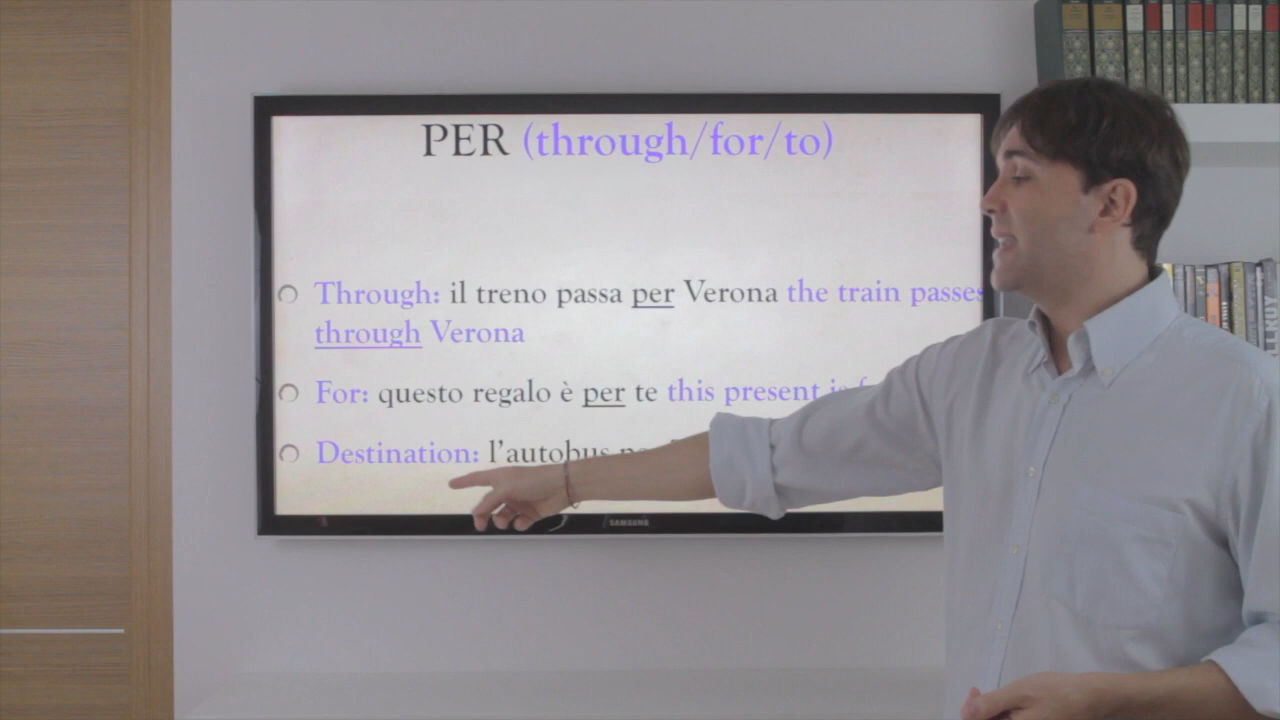 PER (through/for/to)
Through: il treno passa per Verona the train passes
through Verona
For: questo regalo è per te this present is
Destination: l'autobus
SAMSUNG